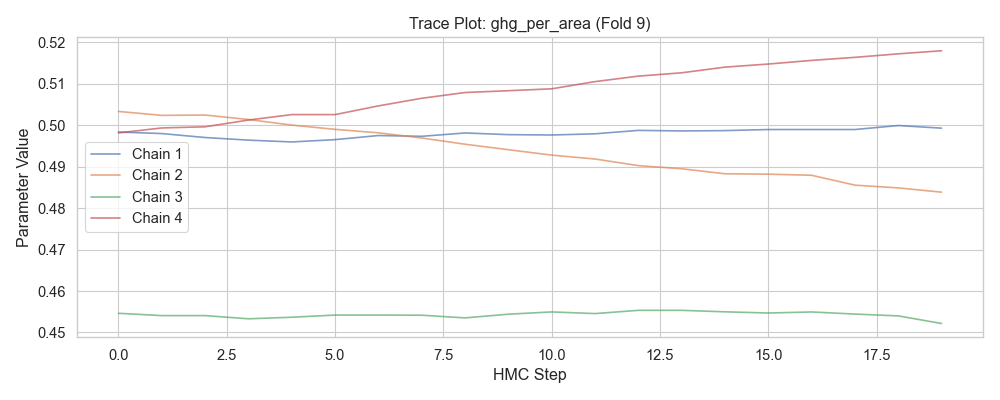 Trace Plot: ghg_per_area (Fold 9)
Parameter Value
0.52
0.51
0.50
0.49
0.48
0.47
0.46
0.45
Chain 1
Chain 2
Chain 3
Chain 4
0.0 2.5 5.0 7.5 10.0 12.5 15.0 17.5
HMC Step